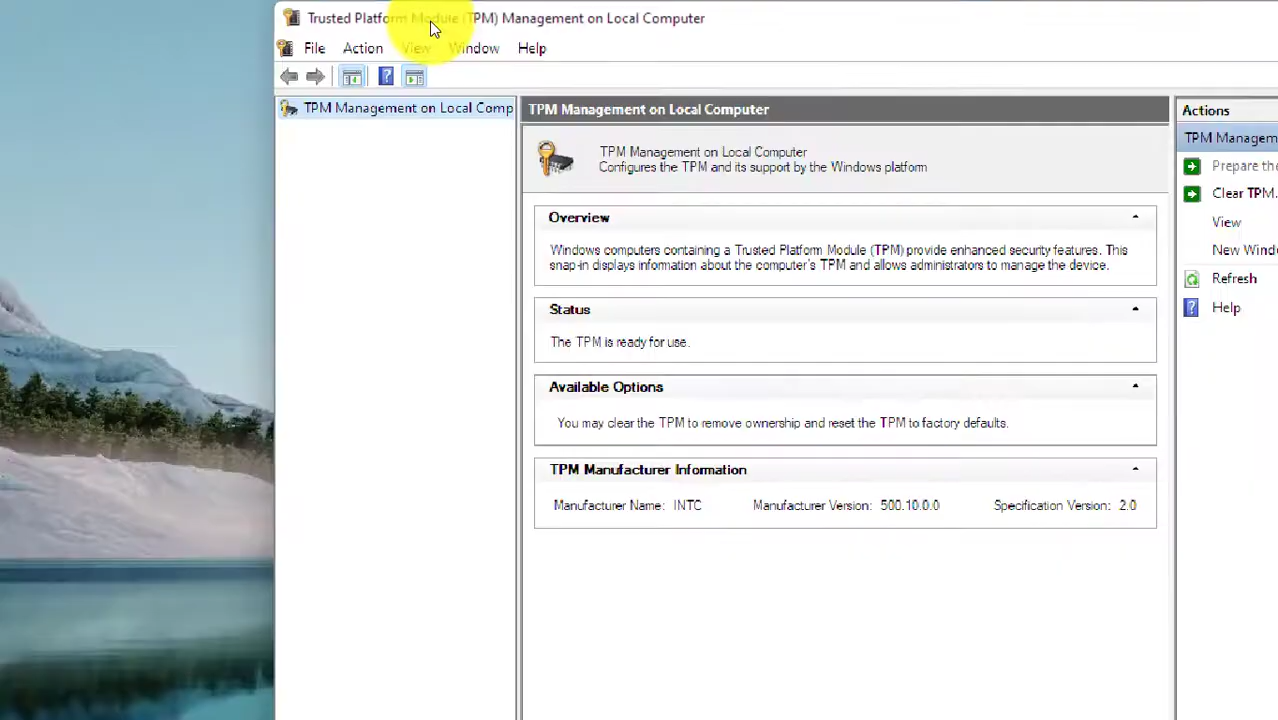 Trusted Platform Module (TPM) Management on Local Computer
File Action View Window Help
TPM Management on Local Comp
TPM Management on Local Computer
TPM Management on Local Computer
Configures the TPM and its support by the Windows platform
Overview
Windows computers containing a Trusted Platform Module (TPM) provide enhanced security features. This
snap-in displays information about the computer's TPM and allows administrators to manage the device.
Status
The TPM is ready for use.
Available Options
You may clear the TPM to remove ownership and reset the TPM to factory defaults.
TPM Manufacturer Information
Manufacturer Name: INTC Manufacturer Version: 500.10.0.0 Specification Version: 2.0
Actions
TPM Managem
Prepare the
Clear TPM.
View
New Wind
Refresh
Help